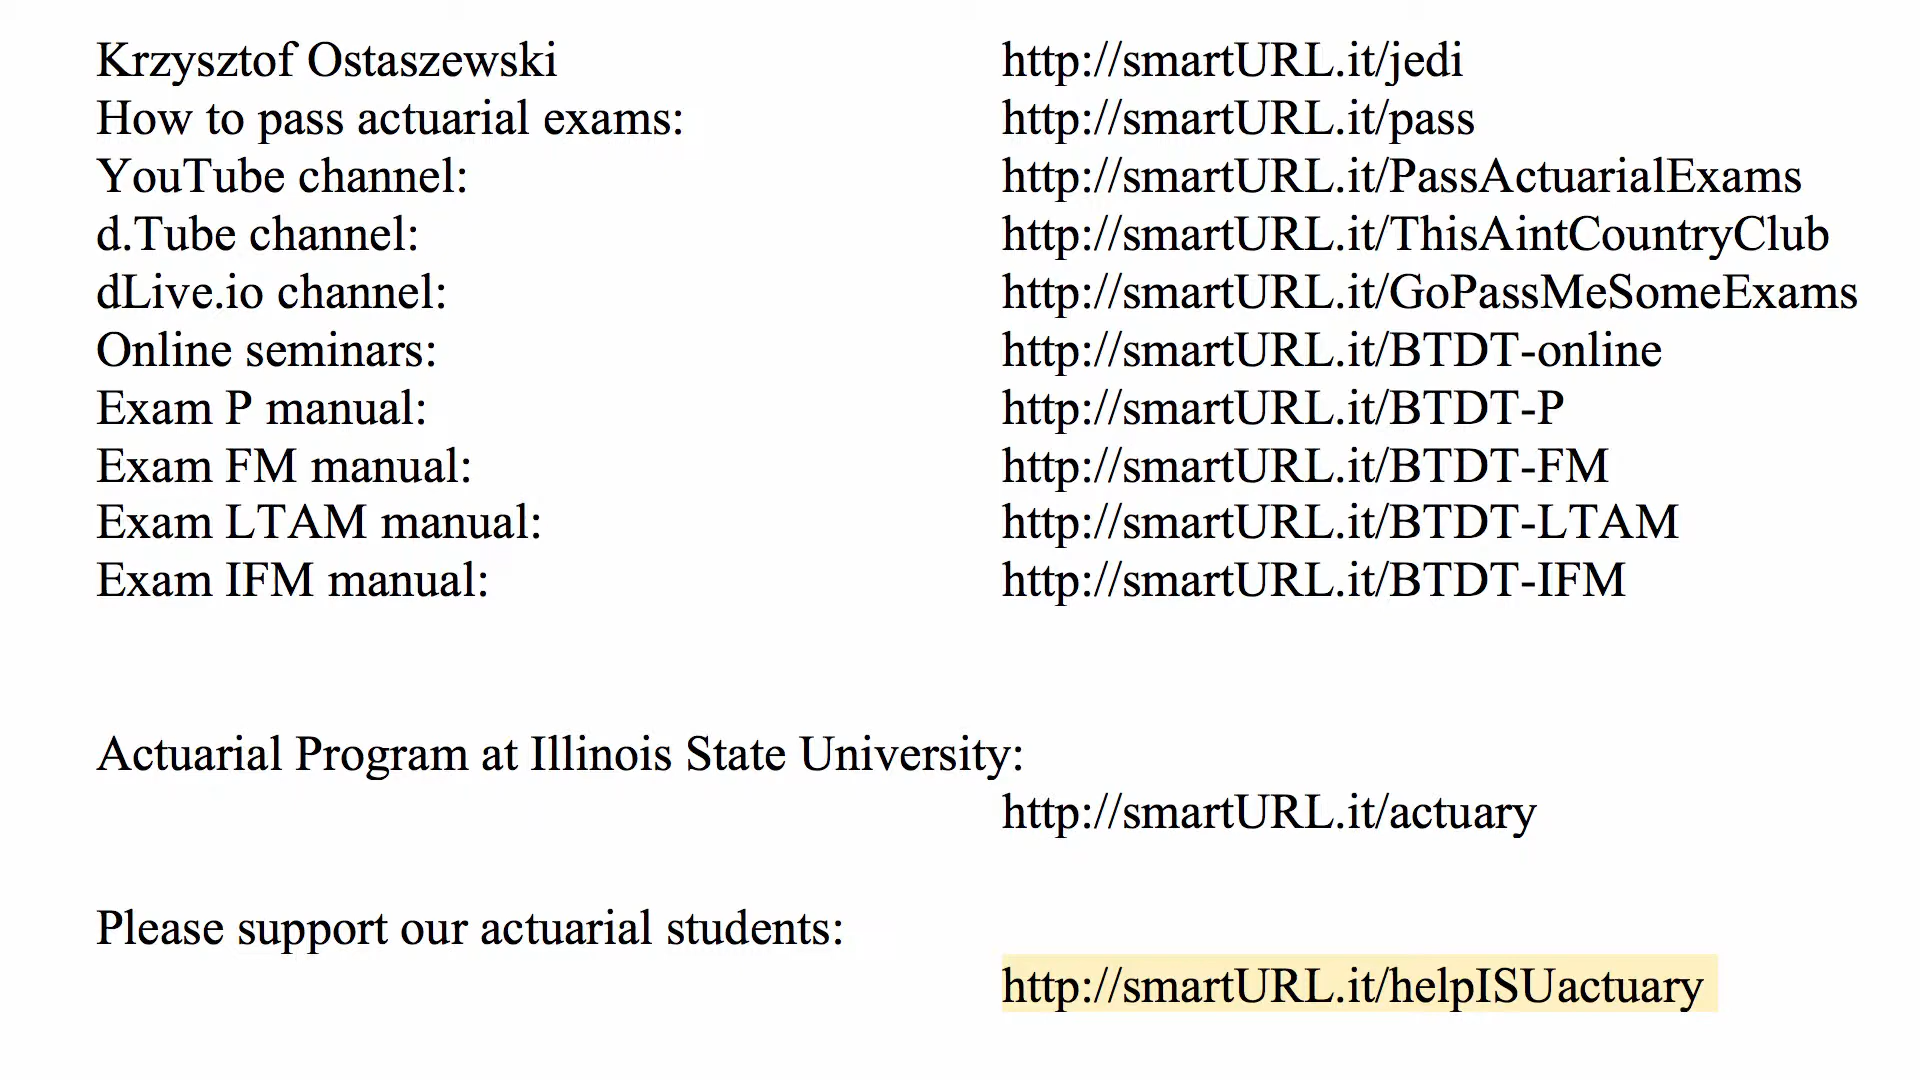 Krzysztof Ostaszewski http://smartURL.it/jedi
How to pass actuarial exams: http://smartURL.it/pass
YouTube channel: http://smartURL.it/PassActuarialExams
d.Tube channel: http://smartURL.it/ThisAintCountryClub
dLive.io channel: http://smartURL.it/GoPassMeSomeExams
Online seminars: http://smartURL.it/BTDT-online
Exam P manual: http://smartURL.it/BTDT-P
Exam FM manual: http://smartURL.it/BTDT-FM
Exam LTAM manual: http://smartURL.it/BTDT-LTAM
Exam IFM manual: http://smartURL.it/BTDT-IFM
Actuarial Program at Illinois State University:
http://smartURL.it/actuary
Please support our actuarial students:
http://smartURL.it/helpISUactuary